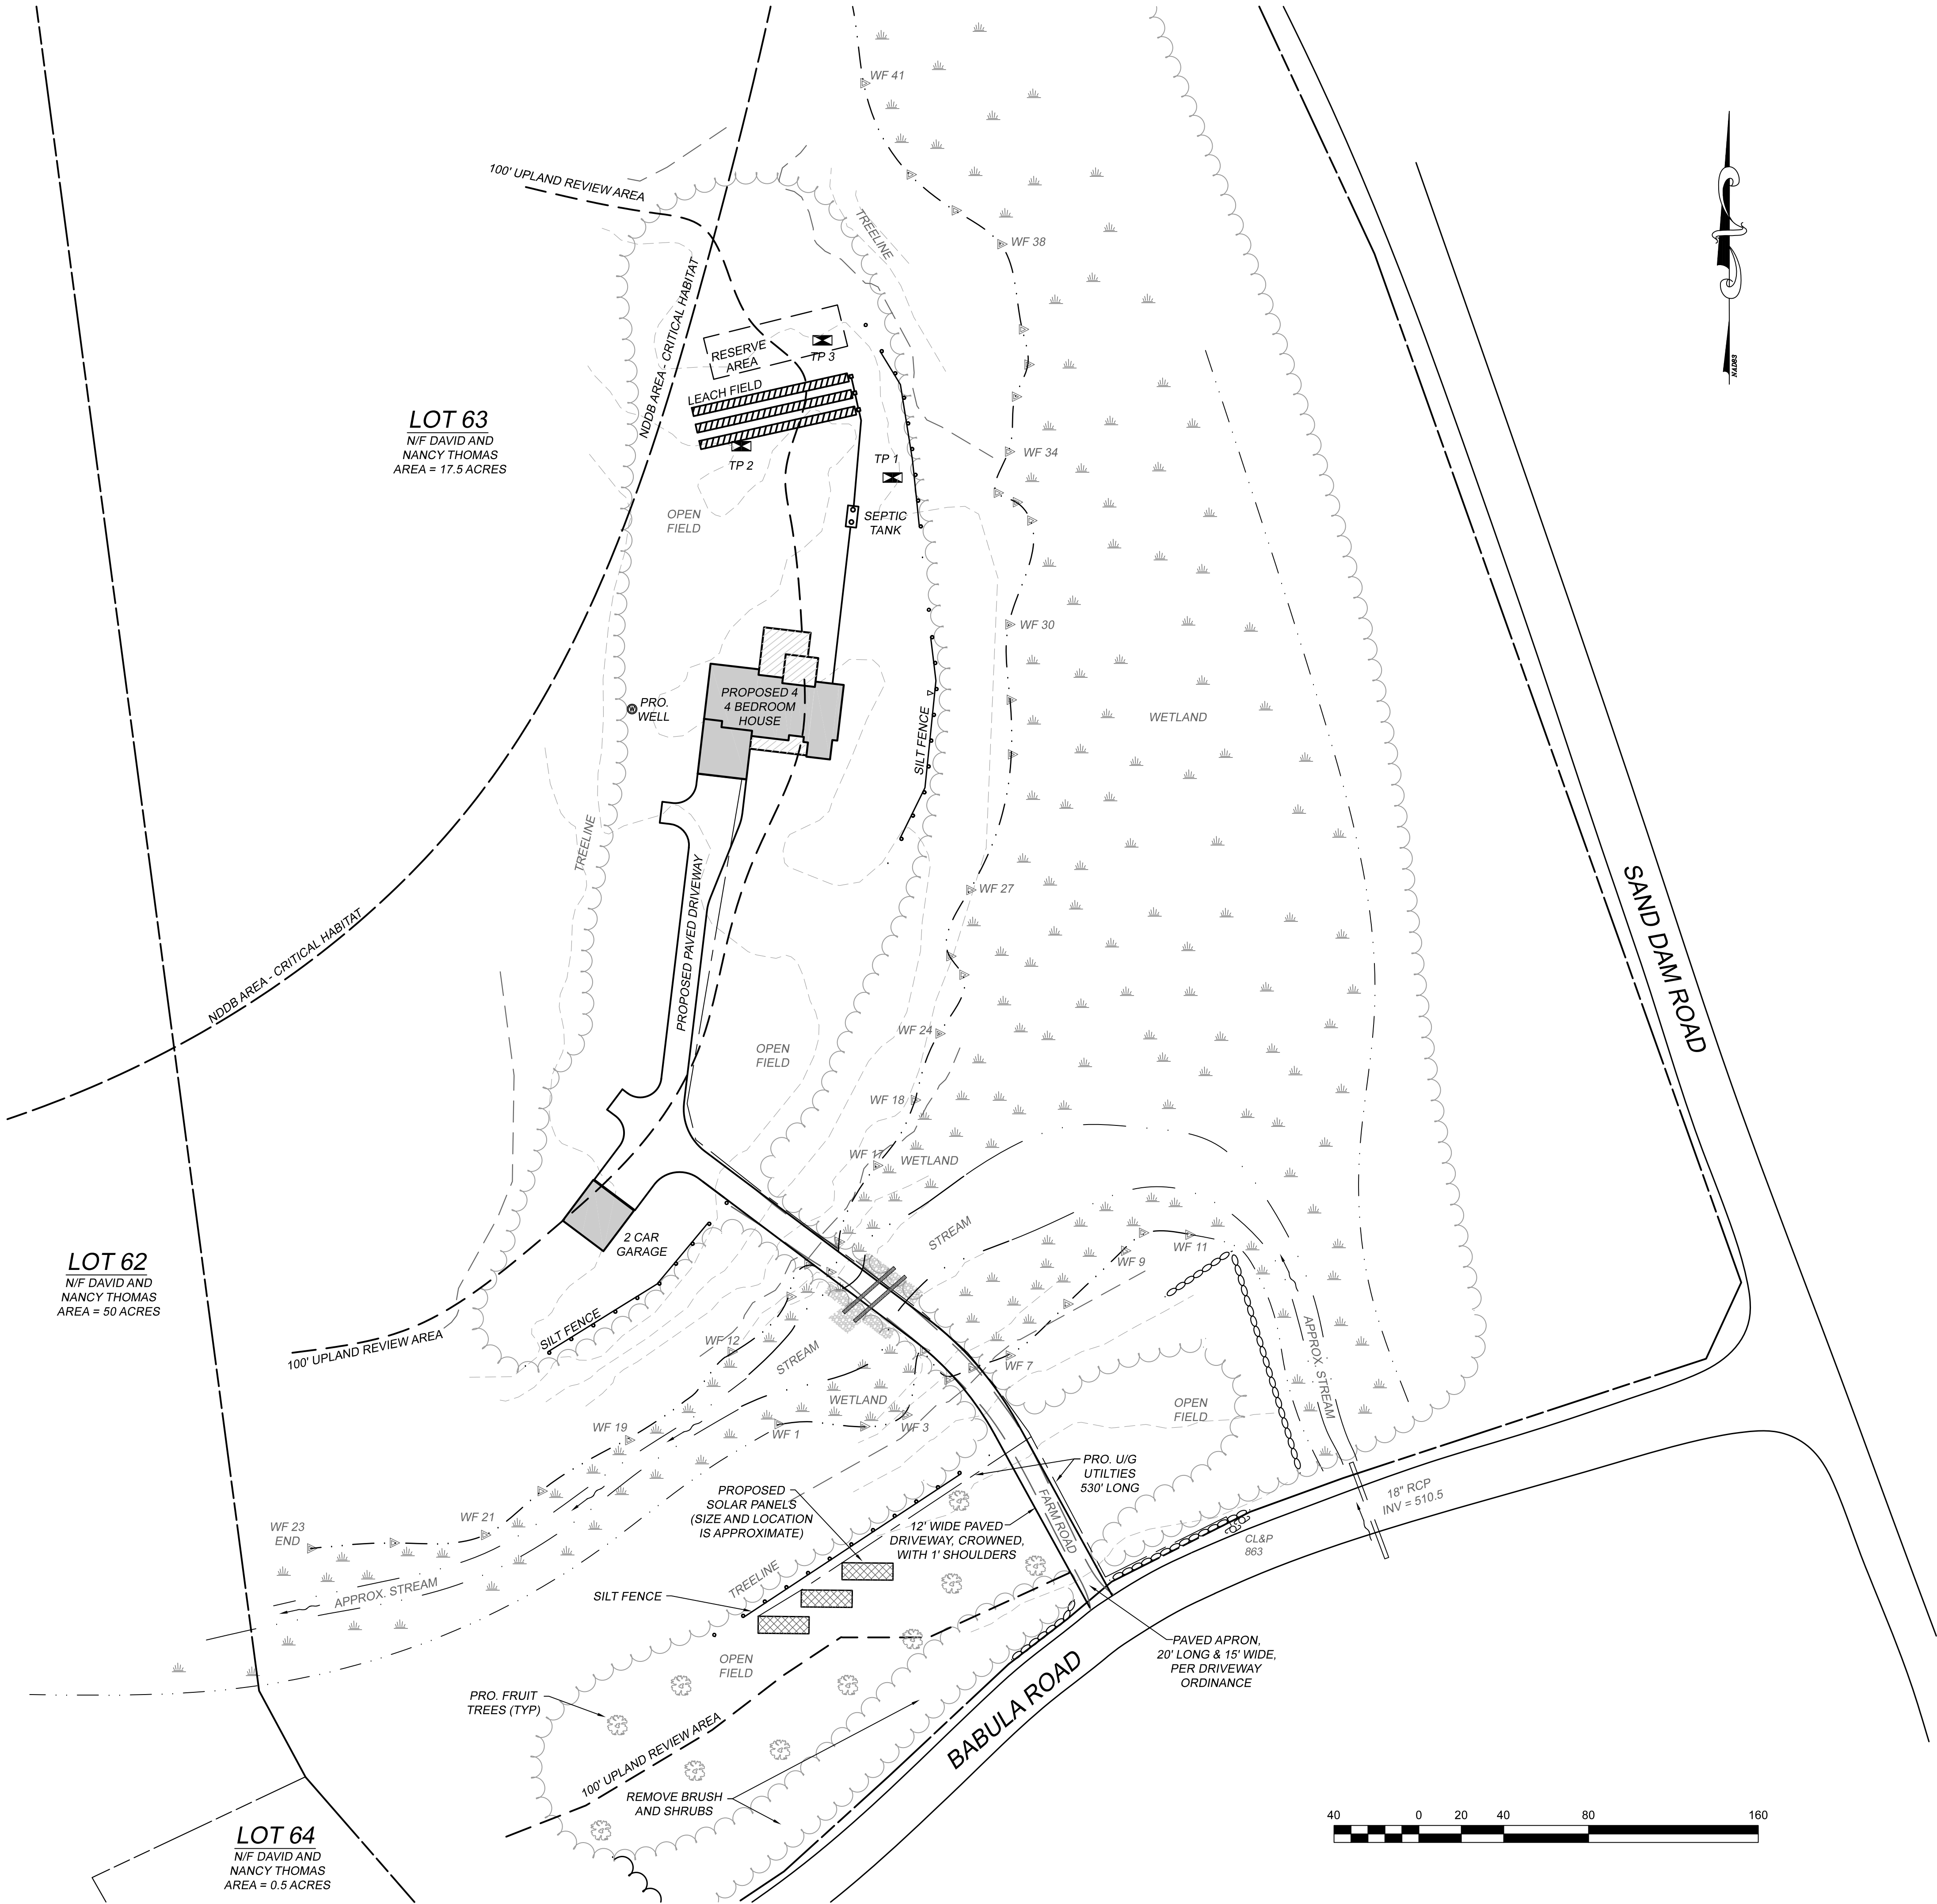 WF 41
100' UPLAND REVIEW AREA
TREELINE
WF 38
NDDB AREA - CRITICAL HABITAT
NAD83
RESERVE
AREA
TP 3
LEACH FIELD
LOT 63
N/F DAVID AND
NANCY THOMAS
AREA = 17.5 ACRES
TP 2
TP 1
WF 34
OPEN
FIELD
SEPTIC
TANK
WF 30
PROPOSED 4
4 BEDROOM
HOUSE
PRO.
WELL
SILT FENCE
WETLAND
TREELINE
PROPOSED PAVED DRIVEWAY
WF 27
SAND DAM ROAD
NDDB AREA - CRITICAL HABITAT
WF 24
OPEN
FIELD
WF 18
WF 17
WETLAND
STREAM
2 CAR
GARAGE
WF 11
WF 9
LOT 62
N/F DAVID AND
NANCY THOMAS
AREA = 50 ACRES
SILT FENCE
100' UPLAND REVIEW AREA
WF 12
STREAM
WF 7
APPROX. STREAM
WETLAND
OPEN
FIELD
WF 19
WF 1
WF 3
PRO. U/G
UTILTIES
530' LONG
PROPOSED
SOLAR PANELS
(SIZE AND LOCATION
IS APPROXIMATE)
18" RCP
INV = 510.5
WF 23
END
WF 21
12' WIDE PAVED
DRIVEWAY, CROWNED,
WITH 1' SHOULDERS
FARM ROAD
CL&P
863
TREELINE
APPROX. STREAM
SILT FENCE
PAVED APRON,
20' LONG & 15' WIDE,
PER DRIVEWAY
ORDINANCE
OPEN
FIELD
PRO. FRUIT
TREES (TYP)
BABULA ROAD
100' UPLAND REVIEW AREA
REMOVE BRUSH
AND SHRUBS
LOT 64
N/F DAVID AND
NANCY THOMAS
AREA = 0.5 ACRES
40 0 20 40 80 160